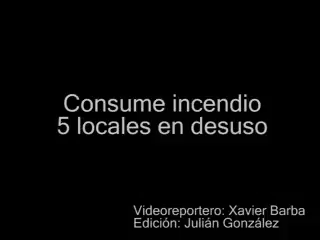 Consume incendio
5 locales en desuso
Videoreportero: Xavier Barba
Edición: Julián González